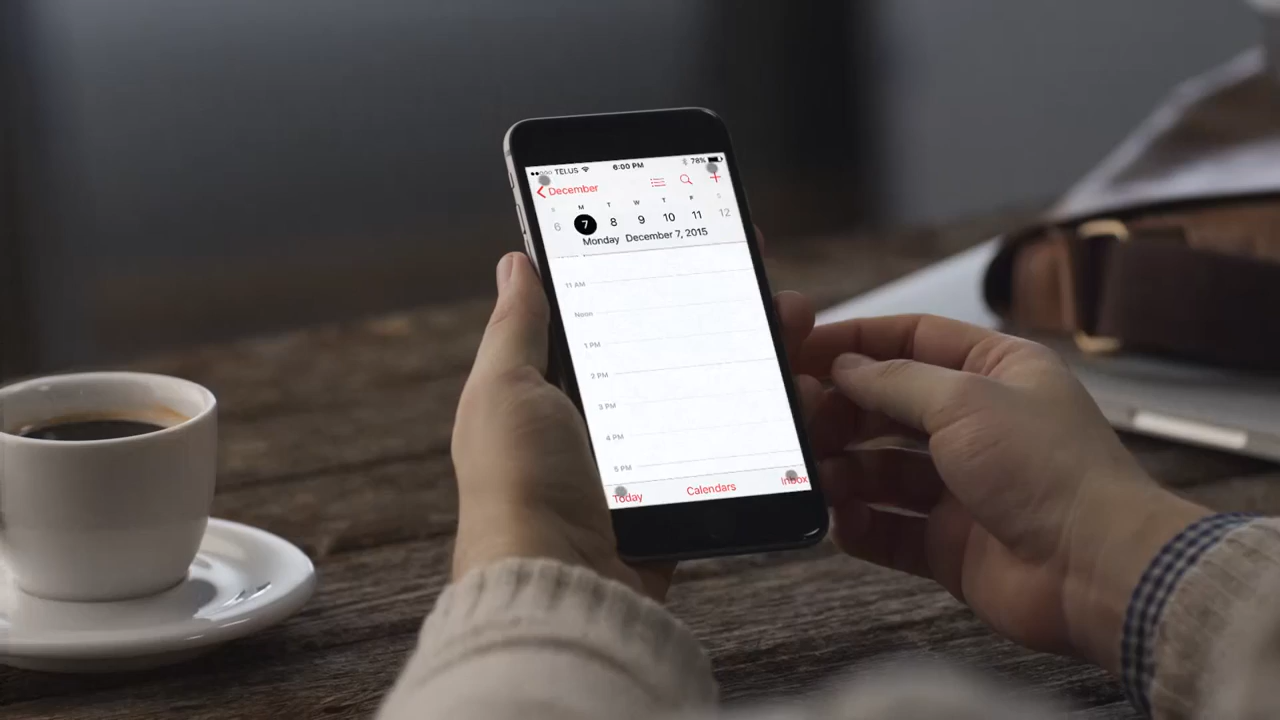 TELUS 6:00 PM 78%
December
S M T W T F S
6 7 8 9 10 11 12
Monday December 7, 2015
11 AM
Noon
1 PM
2 PM
3 PM
4 PM
5 PM
Today Calendars Inbox